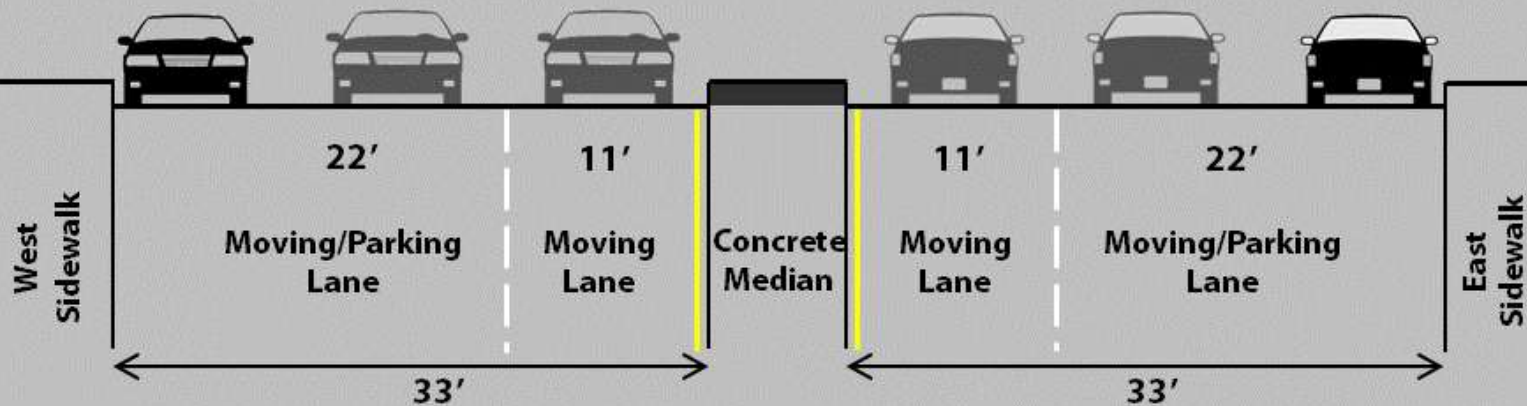 22′
11′
11′
22′
West
Sidewalk
Moving/Parking
Lane
Moving
Lane
Concrete
Median
Moving
Lane
Moving/Parking
Lane
East
Sidewalk
33′
33′